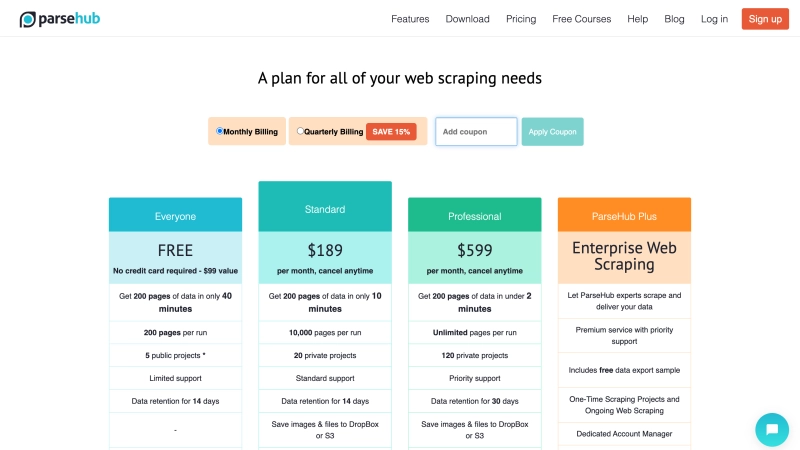 parsehub
Features Download Pricing Free Courses Help Blog Log in Sign up
A plan for all of your web scraping needs
Monthly Billing Quarterly Billing SAVE 15% Add coupon Apply Coupon
Everyone
FREE
No credit card required - $99 value
Get 200 pages of data in only 40
minutes
200 pages per run
5 public projects *
Limited support
Data retention for 14 days
-
Standard
$189
per month, cancel anytime
Get 200 pages of data in only 10
minutes
10,000 pages per run
20 private projects
Standard support
Data retention for 14 days
Save images & files to DropBox
or S3
Professional
$599
per month, cancel anytime
Get 200 pages of data in under 2
minutes
Unlimited pages per run
120 private projects
Priority support
Data retention for 30 days
Save images & files to DropBox
or S3
ParseHub Plus
Enterprise Web
Scraping
Let ParseHub experts scrape and
deliver your data
Premium service with priority
support
Includes free data export sample
One-Time Scraping Projects and
Ongoing Web Scraping
Dedicated Account Manager